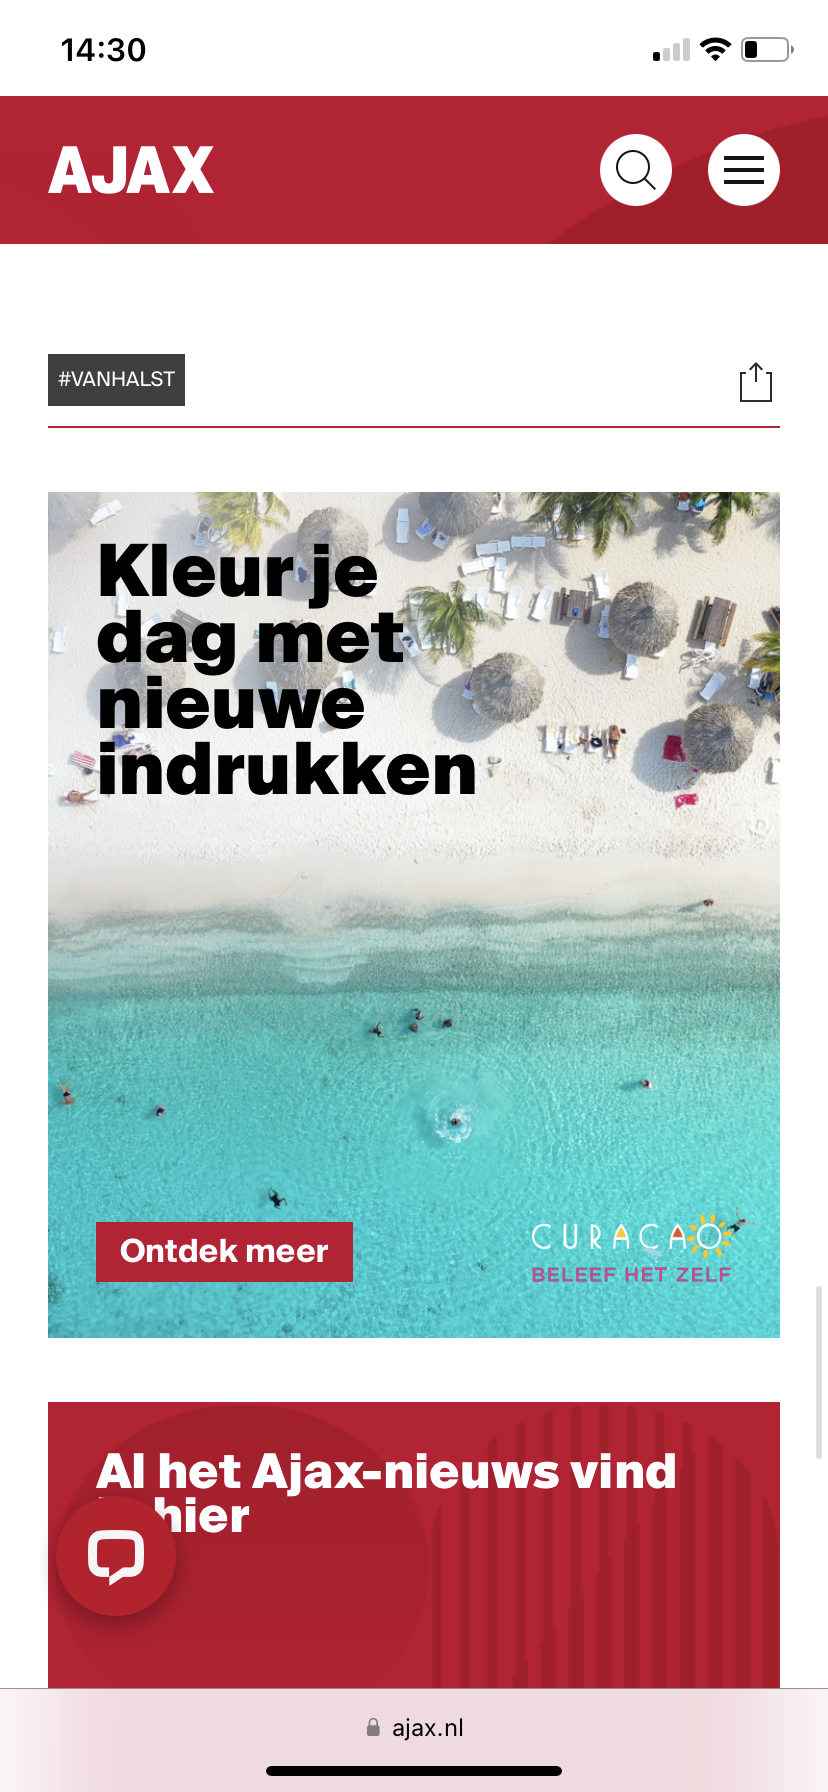 14:30
AJAX
#VANHALST
Kleur je
dag met
nieuwe
indrukken
Ontdek meer
CURAÇAO
BELEEF HET ZELF
Al het Ajax-nieuws vind
hier
ajax.nl